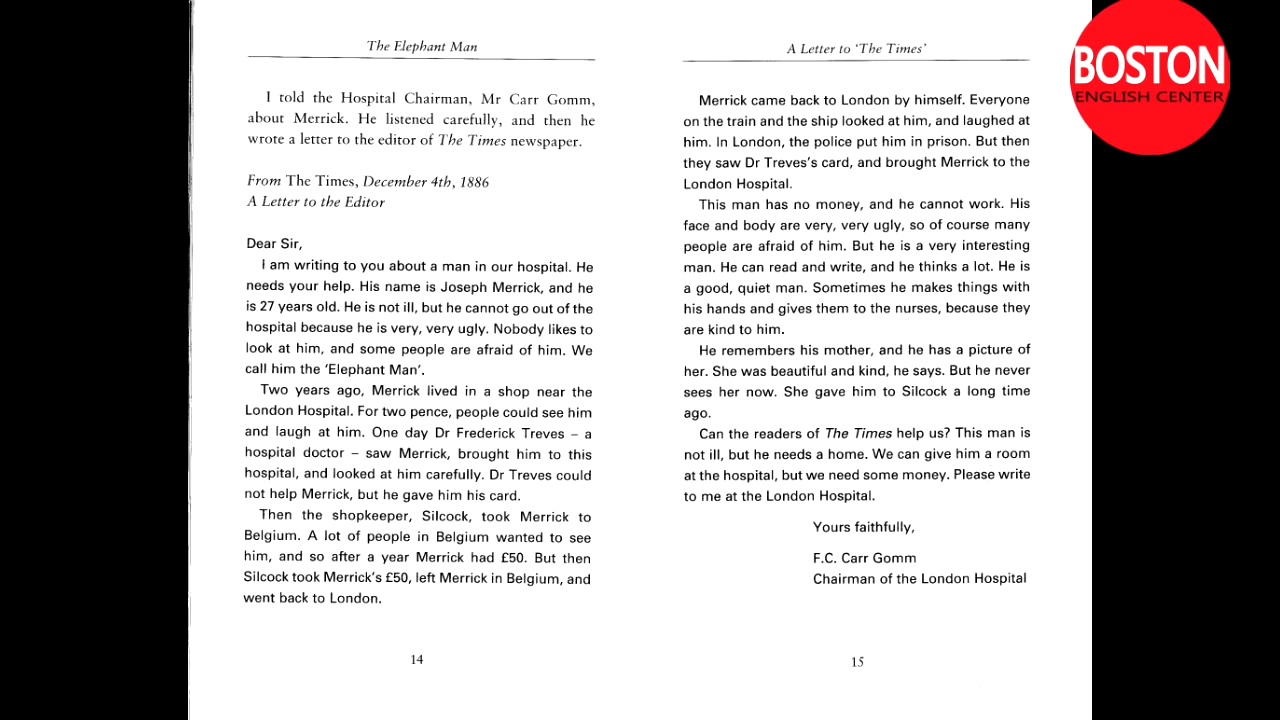 The Elephant Man
I told the Hospital Chairman, Mr Carr Gomm,
about Merrick. He listened carefully, and then he
wrote a letter to the editor of The Times newspaper.
From The Times, December 4th, 1886
A Letter to the Editor
Dear Sir,
I am writing to you about a man in our hospital. He
needs your help. His name is Joseph Merrick, and he
is 27 years old. He is not ill, but he cannot go out of the
hospital because he is very, very ugly. Nobody likes to
look at him, and some people are afraid of him. We
call him the ‘Elephant Man’.
Two years ago, Merrick lived in a shop near the
London Hospital. For two pence, people could see him
and laugh at him. One day Dr Frederick Treves – a
hospital doctor – saw Merrick, brought him to this
hospital, and looked at him carefully. Dr Treves could
not help Merrick, but he gave him his card.
Then the shopkeeper, Silcock, took Merrick to
Belgium. A lot of people in Belgium wanted to see
him, and so after a year Merrick had £50. But then
Silcock took Merrick’s £50, left Merrick in Belgium, and
went back to London.
14
A Letter to ‘The Times’
Merrick came back to London by himself. Everyone
on the train and the ship looked at him, and laughed at
him. In London, the police put him in prison. But then
they saw Dr Treves’s card, and brought Merrick to the
London Hospital.
This man has no money, and he cannot work. His
face and body are very, very ugly, so of course many
people are afraid of him. But he is a very interesting
man. He can read and write, and he thinks a lot. He is
a good, quiet man. Sometimes he makes things with
his hands and gives them to the nurses, because they
are kind to him.
He remembers his mother, and he has a picture of
her. She was beautiful and kind, he says. But he never
sees her now. She gave him to Silcock a long time
ago.
Can the readers of The Times help us? This man is
not ill, but he needs a home. We can give him a room
at the hospital, but we need some money. Please write
to me at the London Hospital.
Yours faithfully,
F.C. Carr Gomm
Chairman of the London Hospital
15
BOSTON
ENGLISH CENTER